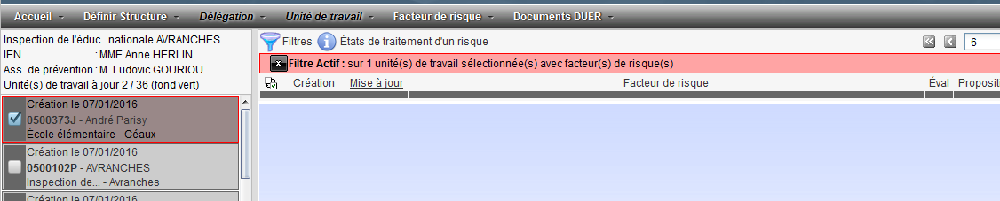 Accueil Définir Structure Délégation Unité de travail Facteur de risque Documents DUER
Inspection de l'éduc...nationale AVRANCHES
IEN : MME Anne HERLIN
Ass. de prévention : M. Ludovic GOURIOU
Unité(s) de travail à jour 2 / 36 (fond vert)
Création le 07/01/2016
0500373J - André Parisy
École élémentaire - Céaux
Création le 07/01/2016
0500102P - AVRANCHES
Inspection de... - Avranches
Création le 07/01/2016
Filtres États de traitement d'un risque 6
Filtre Actif : sur 1 unité(s) de travail sélectionnée(s) avec facteur(s) de risque(s)
Création Mise à jour Facteur de risque Éval Proposit